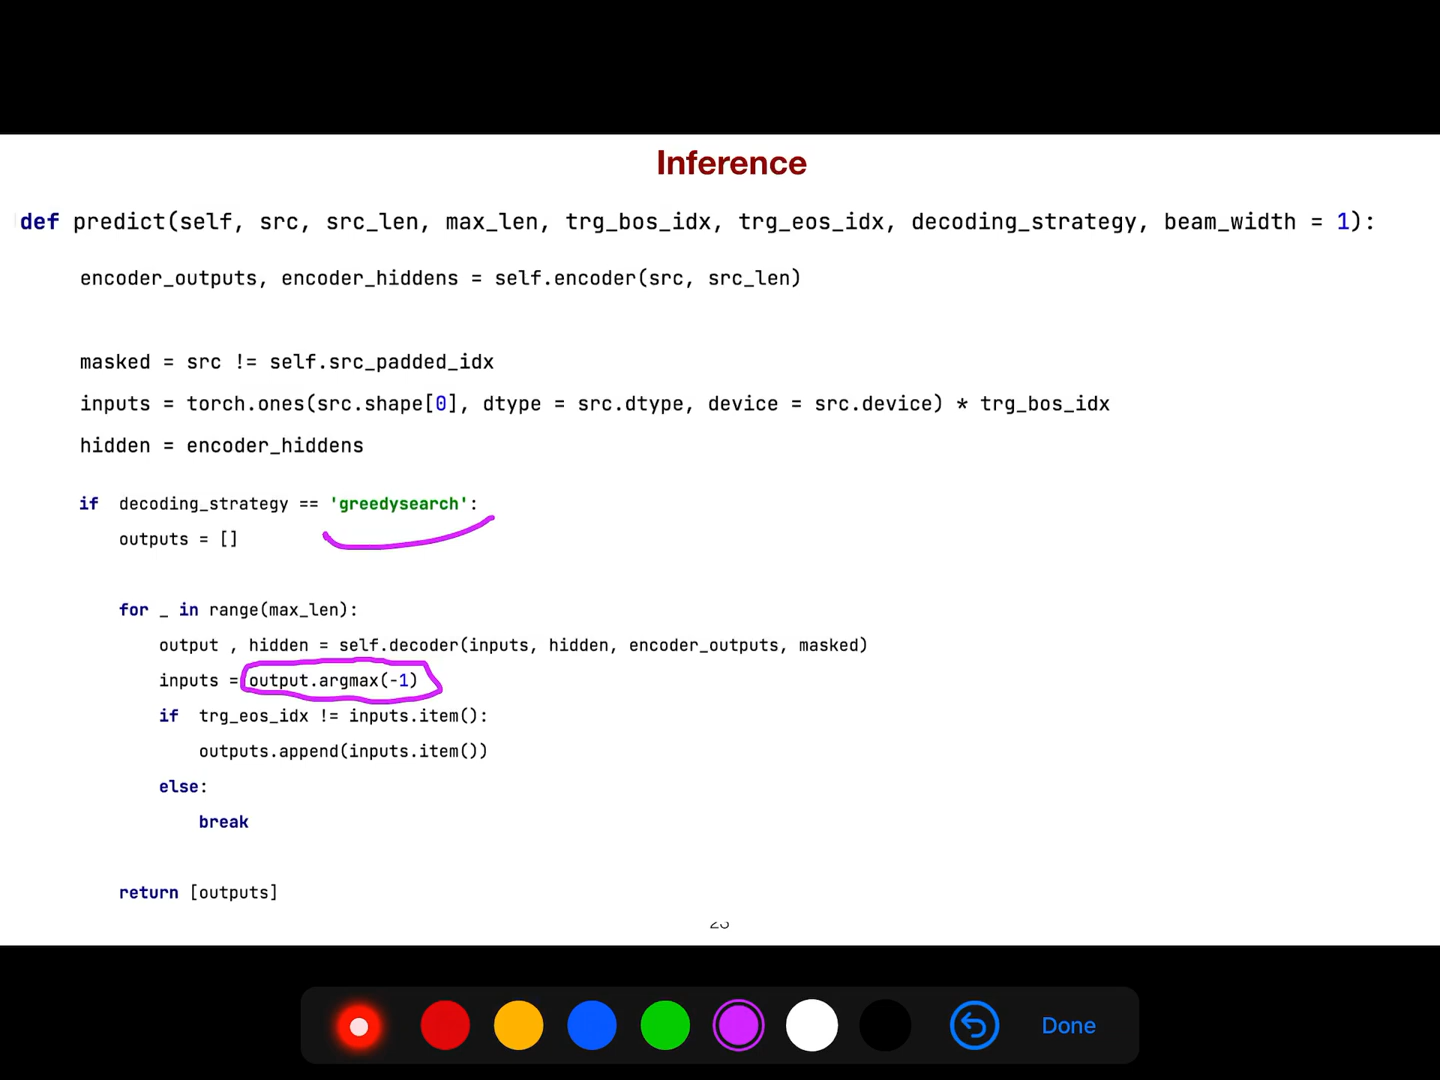 Inference
def predict(self, src, src_len, max_len, trg_bos_idx, trg_eos_idx, decoding_strategy, beam_width = 1):
encoder_outputs, encoder_hiddens = self.encoder(src, src_len)
masked = src != self.src_padded_idx
inputs = torch.ones(src.shape[0], dtype = src.dtype, device = src.device) * trg_bos_idx
hidden = encoder_hiddens
if decoding_strategy == 'greedysearch':
outputs = []
for _ in range(max_len):
output , hidden = self.decoder(inputs, hidden, encoder_outputs, masked)
inputs = output.argmax(-1)
if trg_eos_idx != inputs.item():
outputs.append(inputs.item())
else:
break
return [outputs]
Done